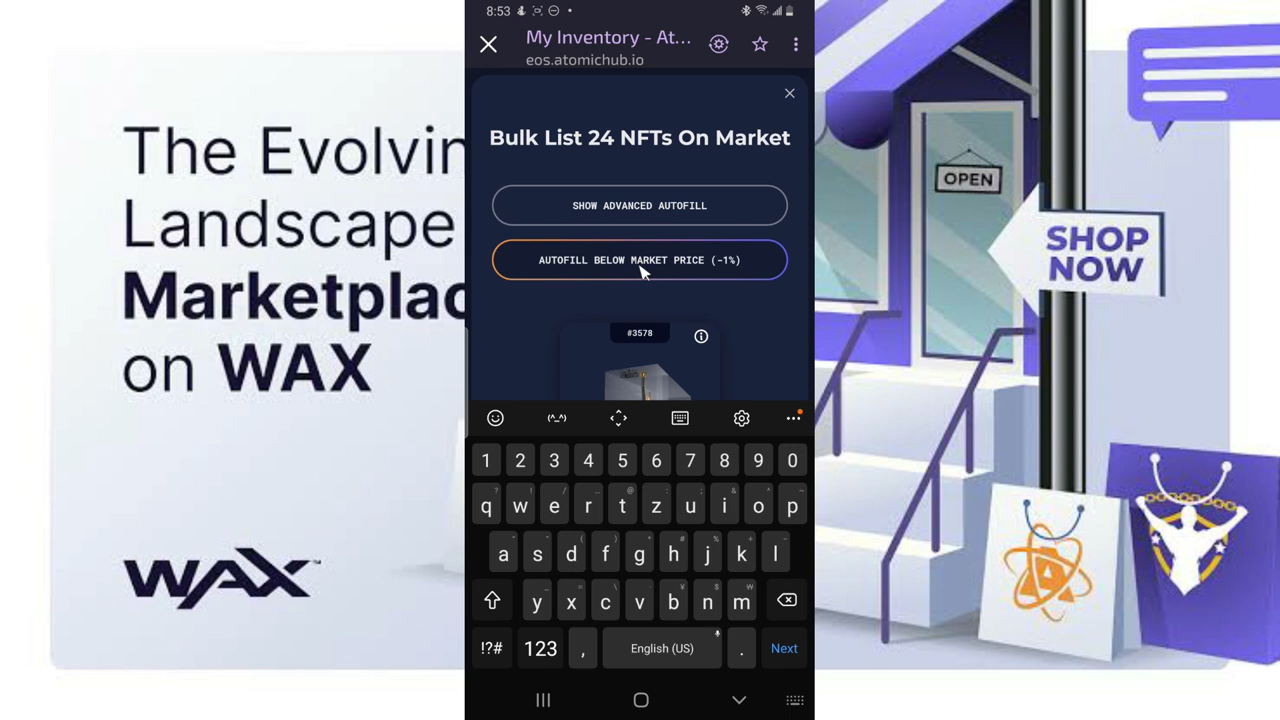 The Evolvin
Landscape
Marketplac
on WAX
WAX™
8:53
My Inventory - At...
eos.atomichub.io
Bulk List 24 NFTs On Market
SHOW ADVANCED AUTOFILL
AUTOFILL BELOW MARKET PRICE (-1%)
#3578
(^_^)
1 2 3 4 5 6 7 8 9 0
q w e r t z u i o p
a s d f g h j k l
y x c v b n m
!?# 123 , English (US) . Next
OPEN
SHOP
NOW